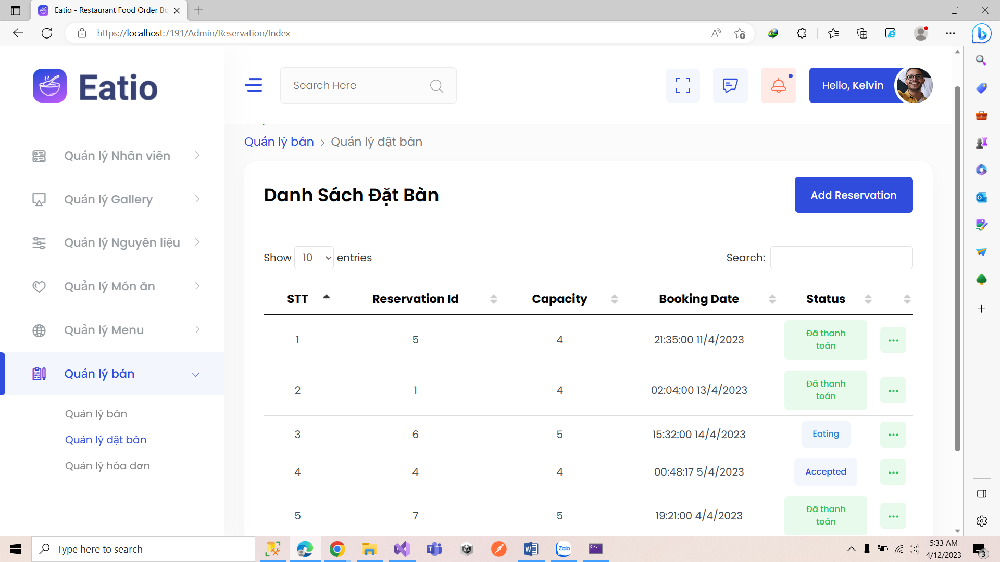 Eatio - Restaurant Food Order Bo
https://localhost:7191/Admin/Reservation/Index
Eatio
Search Here
Hello, Kelvin
Quản lý Nhân viên
Quản lý Gallery
Quản lý Nguyên liệu
Quản lý Món ăn
Quản lý Menu
Quản lý bán
Quản lý bàn
Quản lý đặt bàn
Quản lý hóa đơn
Quản lý bán > Quản lý đặt bàn
Danh Sách Đặt Bàn
Add Reservation
Show 10 entries
Search:
STT Reservation Id Capacity Booking Date Status
1 5 4 21:35:00 11/4/2023 Đã thanh
toán
2 1 4 02:04:00 13/4/2023 Đã thanh
toán
3 6 5 15:32:00 14/4/2023 Eating
4 4 4 00:48:17 5/4/2023 Accepted
5 7 5 19:21:00 4/4/2023 Đã thanh
toán
Type here to search
Zalo
5:33 AM
4/12/2023
3